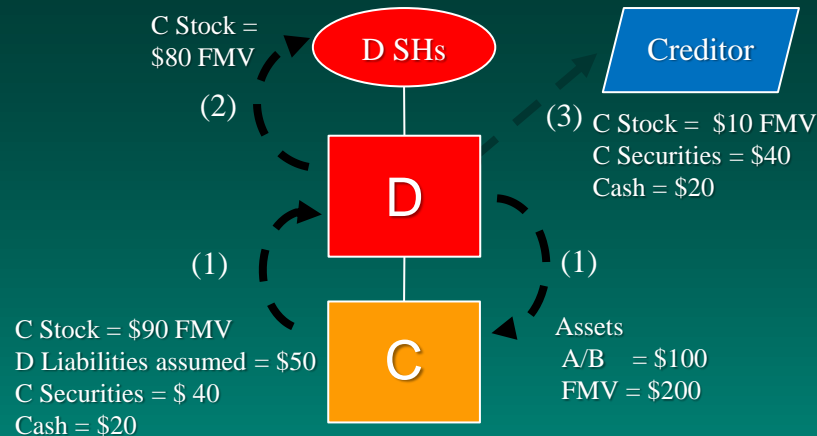 C Stock =
$80 FMV
D SHs
Creditor
(2)
(3)
C Stock =  $10 FMV
C Securities = $40
Cash = $20
D
(1)
(1)
C Stock = $90 FMV
D Liabilities assumed = $50
C Securities = $ 40
Cash = $20
C
Assets
A/B   = $100
FMV = $200